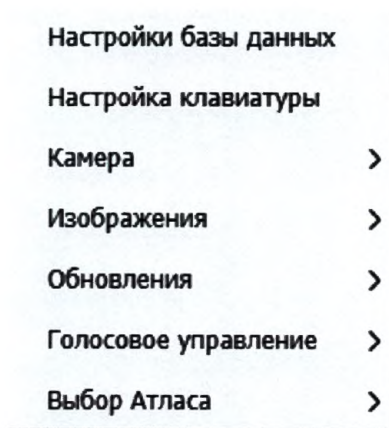 Настройки базы данных
Настройка клавиатуры
Камера
Изображения
Обновления
Голосовое управление
Выбор Атласа